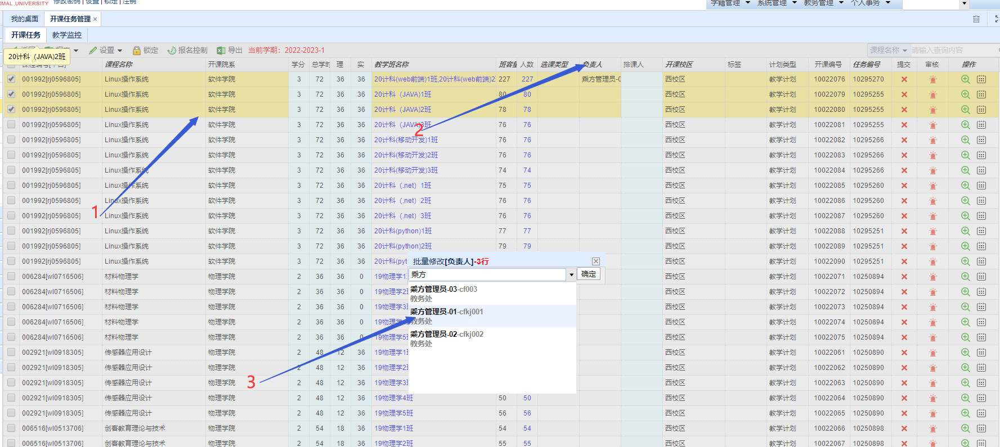 RMAL UNIVERSITY 修改密码 | 设置 | 锁定 | 注销 学籍管理 系统管理 教务管理 个人事务
我的桌面 开课任务管理 ×
开课任务 教学监控
设置 锁定 报名控制 导出 当前学期：2022-2023-1 课程名称 请输入查询内容
20计科（JAVA)2班
课程名称 开课院系 学分 总学时 理 实 教学班名称 班容量 人数 选课类型 负责人 排课人 开课校区 标签 计划类型 开课编号 任务编号 提交 审核 操作
001992[rj0596805] Linux操作系统 软件学院 3 72 36 36 20计科(web前端)1班,20计科(web前端)2 227 227 乘方管理员-0 西校区 教学计划 10022076 10295270
001992[rj0596805] Linux操作系统 软件学院 3 72 36 36 20计科（JAVA)1班 80 80 西校区 教学计划 10022079 10295255
001992[rj0596805] Linux操作系统 软件学院 3 72 36 36 20计科（JAVA)2班 78 78 西校区 教学计划 10022080 10295255
001992[rj0596805] Linux操作系统 软件学院 3 72 36 36 20计科（JAVA)3班 76 76 西校区 教学计划 10022081 10295255
2
001992[rj0596805] Linux操作系统 软件学院 3 72 36 36 20计科(移动开发)1班 76 76 西校区 教学计划 10022082 10295266
001992[rj0596805] Linux操作系统 软件学院 3 72 36 36 20计科(移动开发)2班 76 76 西校区 教学计划 10022083 10295266
001992[rj0596805] Linux操作系统 软件学院 3 72 36 36 20计科(移动开发)3班 74 74 西校区 教学计划 10022084 10295266
001992[rj0596805] Linux操作系统 软件学院 3 72 36 36 20计科（.net）1班 75 75 西校区 教学计划 10022085 10295260
001992[rj0596805] Linux操作系统 软件学院 3 72 36 36 20计科（.net）2班 76 76 西校区 教学计划 10022086 10295260
1
001992[rj0596805] Linux操作系统 软件学院 3 72 36 36 20计科（.net）3班 76 76 西校区 教学计划 10022087 10295260
001992[rj0596805] Linux操作系统 软件学院 3 72 36 36 20计科(python)1班 77 77 西校区 教学计划 10022088 10295251
001992[rj0596805] Linux操作系统 软件学院 3 72 36 36 20计科(python)2班 79 79 西校区 教学计划 10022089 10295251
001992[rj0596805] Linux操作系统 软件学院 3 72 36 36 20计科(pyt 西校区 教学计划 10022090 10295251
批量修改[负责人]-3行
乘方 确定
乘方管理员-03-cf003
教务处
乘方管理员-01-cfkj001
教务处
乘方管理员-02-cfkj002
教务处
006284[wl0716506] 材料物理学 物理学院 2 36 36 0 19物理学1 西校区 教学计划 10022071 10250894
006284[wl0716506] 材料物理学 物理学院 2 36 36 0 19物理学2 西校区 教学计划 10022072 10250894
006284[wl0716506] 材料物理学 物理学院 2 36 36 0 19物理学3 西校区 教学计划 10022073 10250894
006284[wl0716506] 材料物理学 物理学院 2 36 36 0 19物理 西校区 教学计划 10022074 10250894
006284[wl0716506] 材料物理学 物理学院 2 36 36 0 19物理学5 西校区 教学计划 10022075 10250894
002921[wl0918305] 传感器应用设计 物理学院 2 48 12 36 19物理学1 西校区 教学计划 10022061 10250890
002921[wl0918305] 传感器应用设计 物理学院 2 48 12 36 19物理学2 西校区 教学计划 10022062 10250890
3
002921[wl0918305] 传感器应用设计 物理学院 2 48 12 36 19物理学3 西校区 教学计划 10022063 10250890
002921[wl0918305] 传感器应用设计 物理学院 2 48 12 36 19物理学4班 50 50 西校区 教学计划 10022064 10250890
002921[wl0918305] 传感器应用设计 物理学院 2 48 12 36 19物理学5班 56 56 西校区 教学计划 10022065 10250890
006516[wl0513706] 创客教育理论与技术 物理学院 2 54 18 36 19物理学1班 54 54 西校区 教学计划 10022066 10250898
006516[wl0513706] 创客教育理论与技术 物理学院 2 54 18 36 19物理学2班 55 55 西校区 教学计划 10022067 10250898